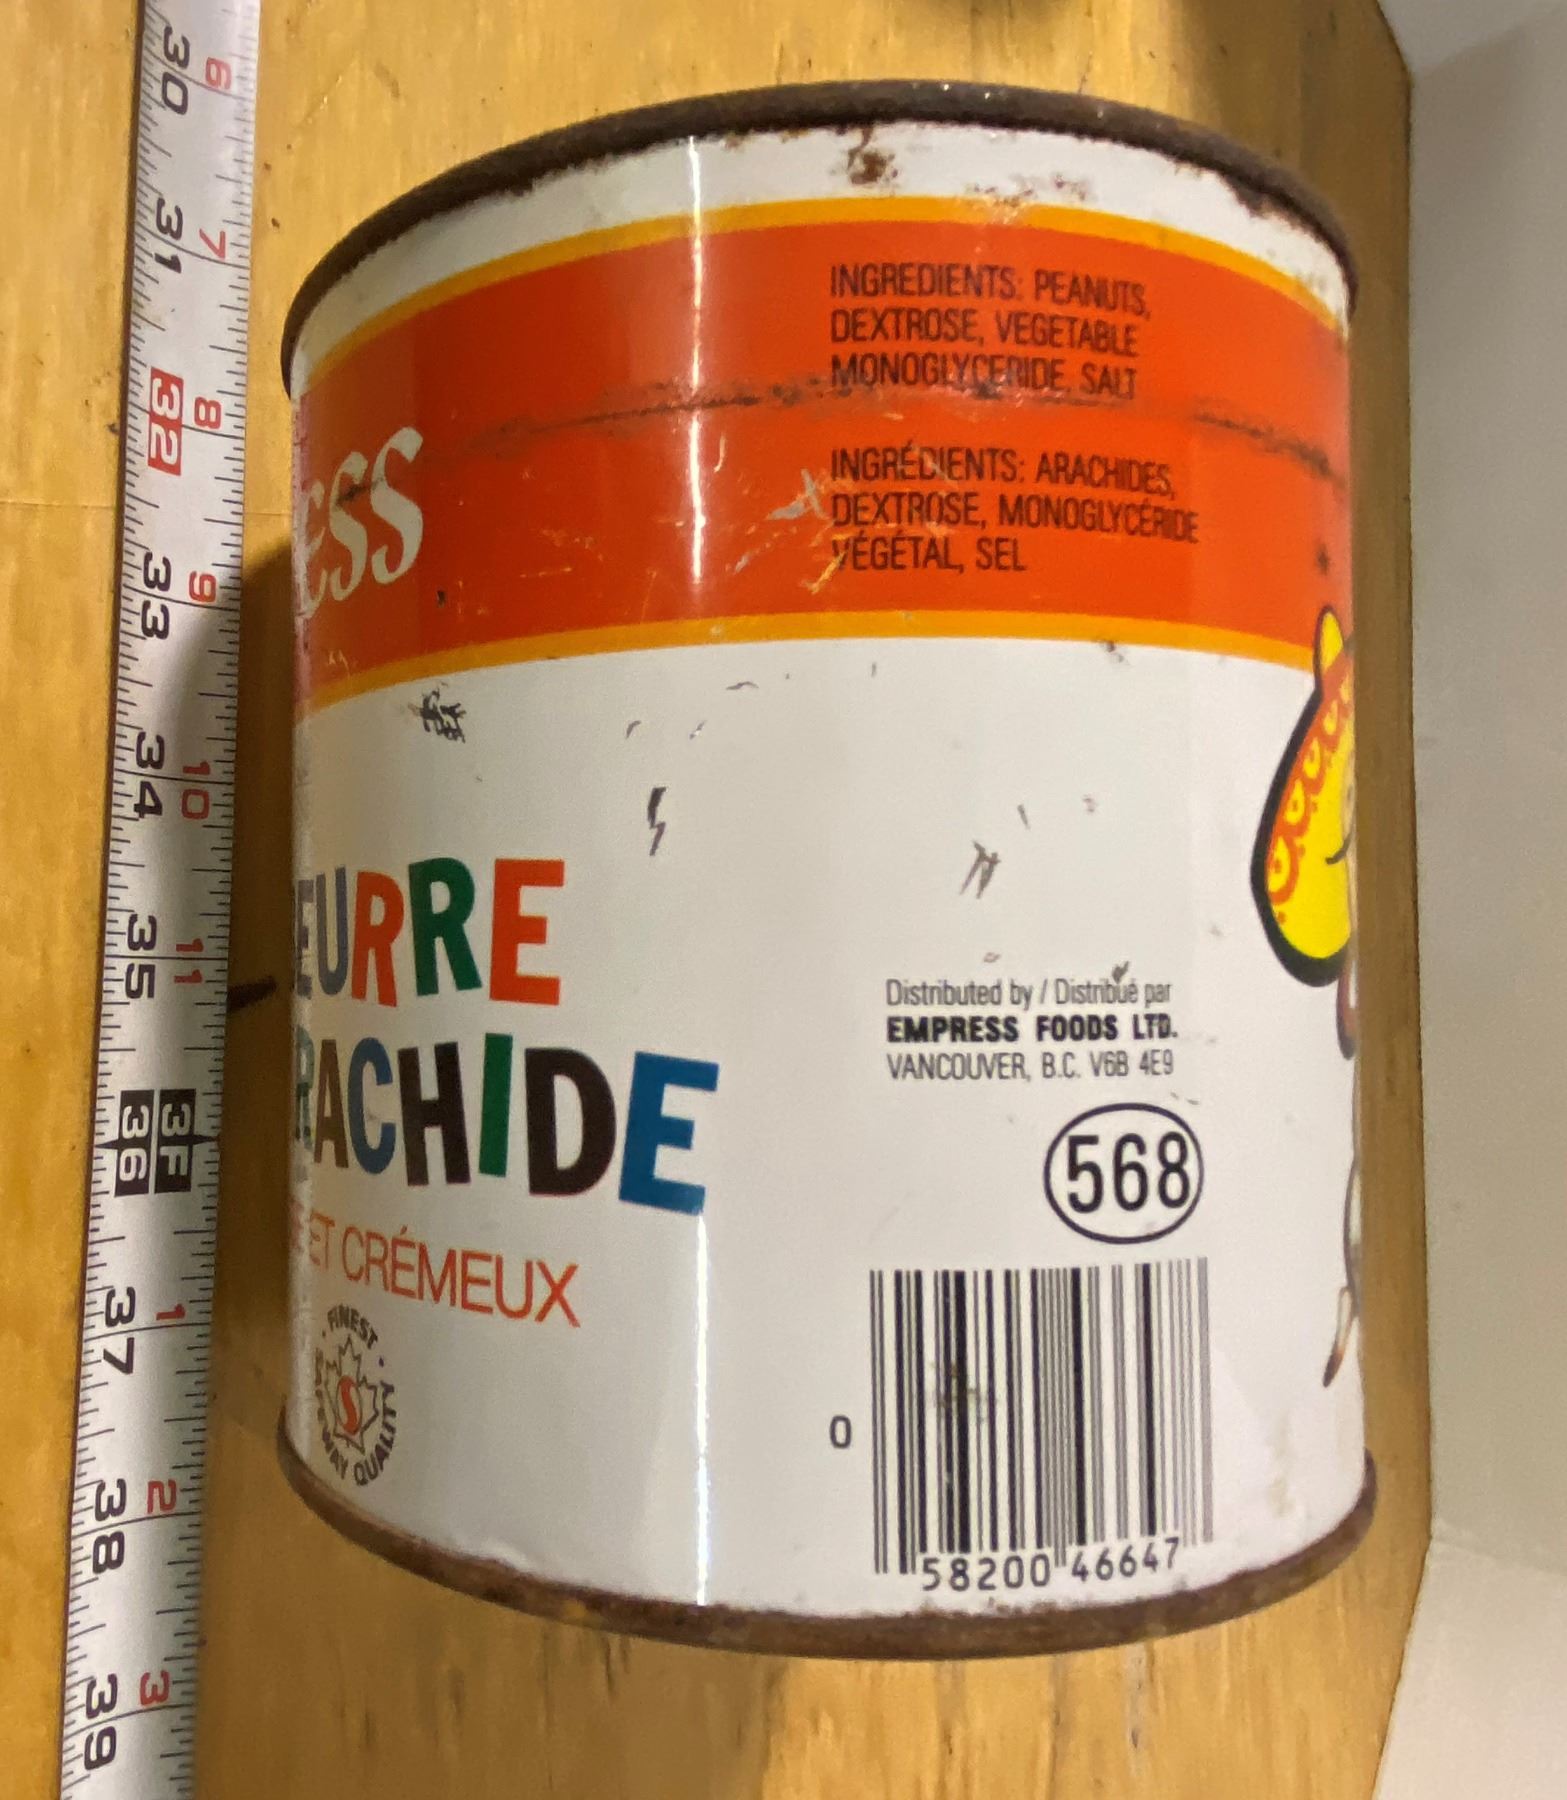 INGREDIENTS: PEANUTS,
DEXTROSE, VEGETABLE
MONOGLYCERIDE, SALT
INGRÉDIENTS: ARACHIDES,
DEXTROSE, MONOGLYCÉRIDE
VÉGÉTAL, SEL
ess
EURRE
RACHIDE
ET CRÉMEUX
FINEST
SAFEWAY QUALITY
S
Distributed by / Distribué par
EMPRESS FOODS LTD.
VANCOUVER, B.C. V6B 4E9
568
0 58200 46647
30 31 32 33 34 35 36 37 38 39
6 7 8 9 10 11 3F 1 2 3